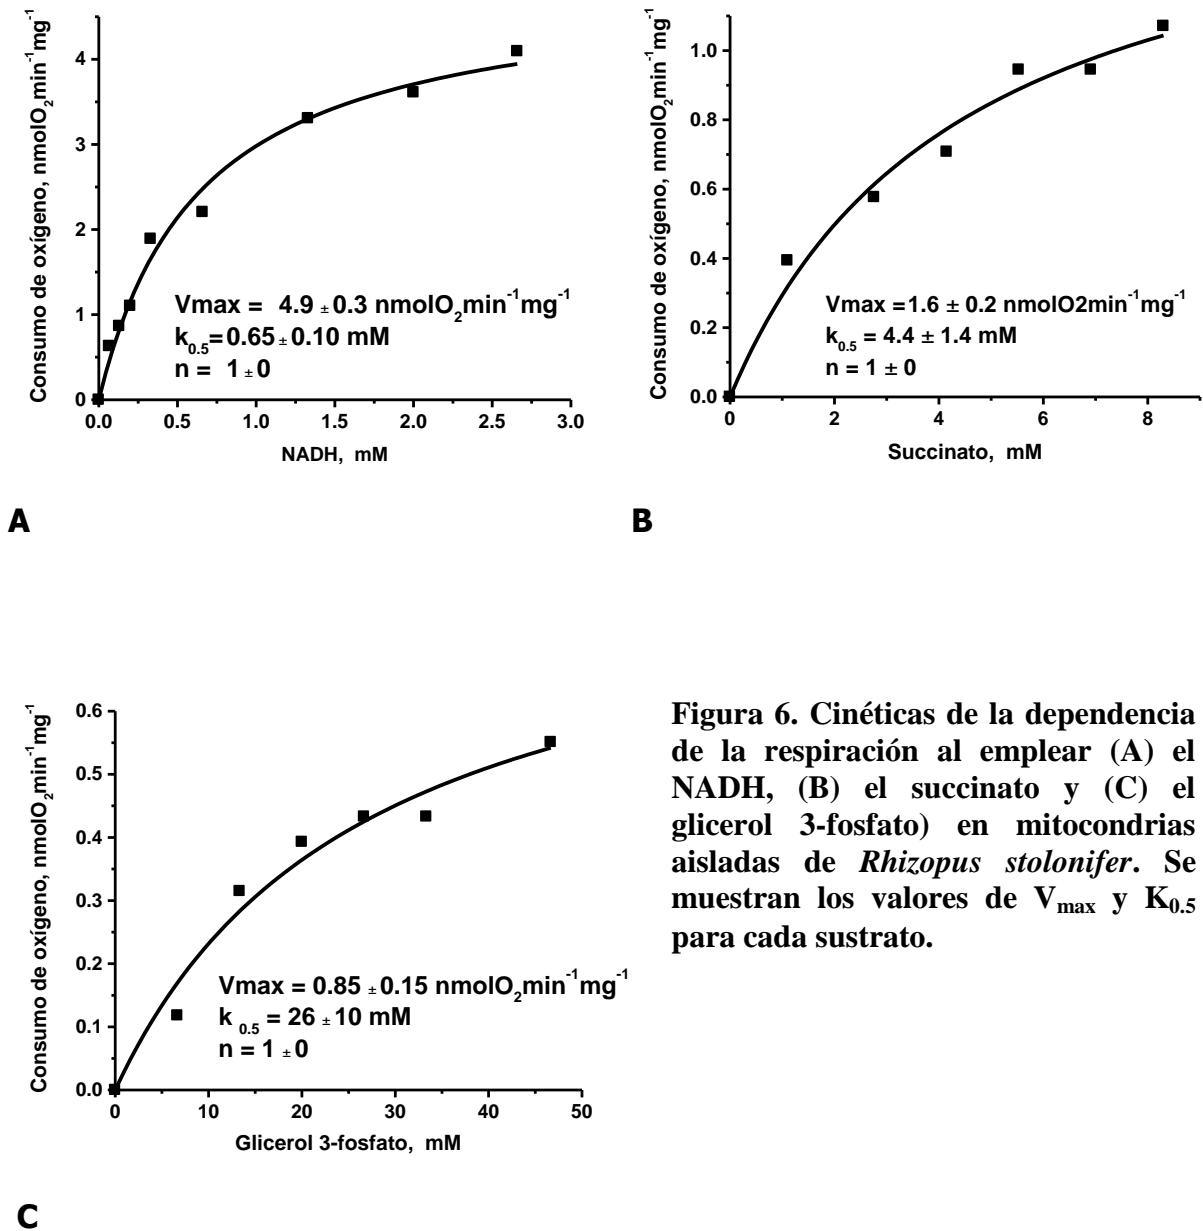 Consumo de oxígeno, nmolO2min-1mg-1
4
3
2
1
0
Vmax = 4.9 ±0.3 nmolO2min-1mg-1
k0.5=0.65±0.10 mM
n = 1 ±0
0.0 0.5 1.0 1.5 2.0 2.5 3.0
NADH, mM
A
Consumo de oxígeno, nmolO2min-1mg-1
1.0
0.8
0.6
0.4
0.2
0.0
Vmax =1.6 ± 0.2 nmolO2min-1mg-1
k0.5 = 4.4 ± 1.4 mM
n = 1 ± 0
0 2 4 6 8
Succinato, mM
B
Consumo de oxígeno, nmolO2min-1mg-1
0.6
0.5
0.4
0.3
0.2
0.1
0.0
Vmax = 0.85 ±0.15 nmolO2min-1mg-1
k 0.5 = 26 ±10 mM
n = 1 ±0
0 10 20 30 40 50
Glicerol 3-fosfato, mM
C
Figura 6. Cinéticas de la dependencia
de la respiración al emplear (A) el
NADH, (B) el succinato y (C) el
glicerol 3-fosfato) en mitocondrias
aisladas de Rhizopus stolonifer. Se
muestran los valores de Vmax y K0.5
para cada sustrato.